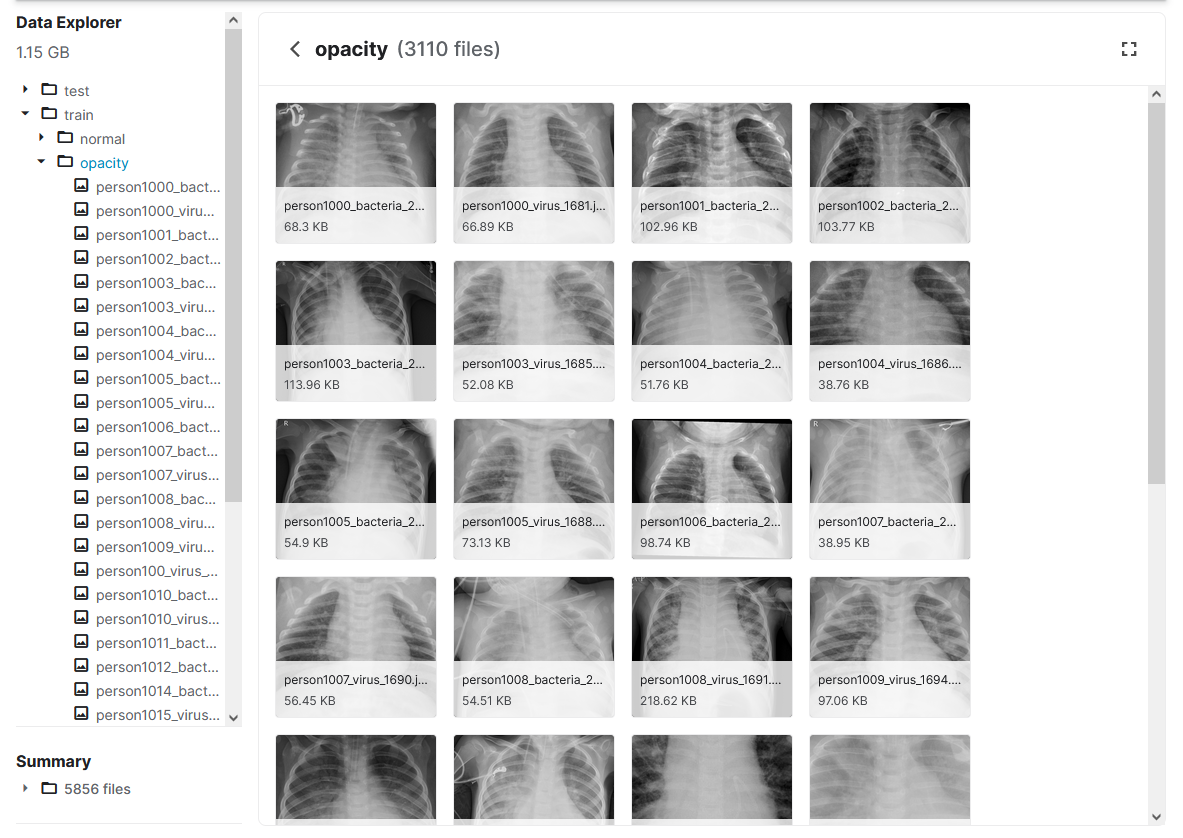 Data Explorer
1.15 GB
test
train
normal
opacity
person1000_bact...
person1000_viru...
person1001_bact...
person1002_bact...
person1003_bac...
person1003_viru...
person1004_bac...
person1004_viru...
person1005_bact...
person1005_viru...
person1006_bact...
person1007_bact...
person1007_virus...
person1008_bac...
person1008_viru...
person1009_viru...
person100_virus_...
person1010_bact...
person1010_virus...
person1011_bact...
person1012_bact...
person1014_bact...
person1015_virus...
Summary
5856 files
opacity (3110 files)
person1000_bacteria_2...
68.3 KB
person1000_virus_1681.j...
66.89 KB
person1001_bacteria_2...
102.96 KB
person1002_bacteria_2...
103.77 KB
person1003_bacteria_2...
113.96 KB
person1003_virus_1685....
52.08 KB
person1004_bacteria_2...
51.76 KB
person1004_virus_1686....
38.76 KB
R
person1005_bacteria_2...
54.9 KB
person1005_virus_1688....
73.13 KB
person1006_bacteria_2...
98.74 KB
R
person1007_bacteria_2...
38.95 KB
person1007_virus_1690.j...
56.45 KB
person1008_bacteria_2...
54.51 KB
person1008_virus_1691....
218.62 KB
person1009_virus_1694....
97.06 KB